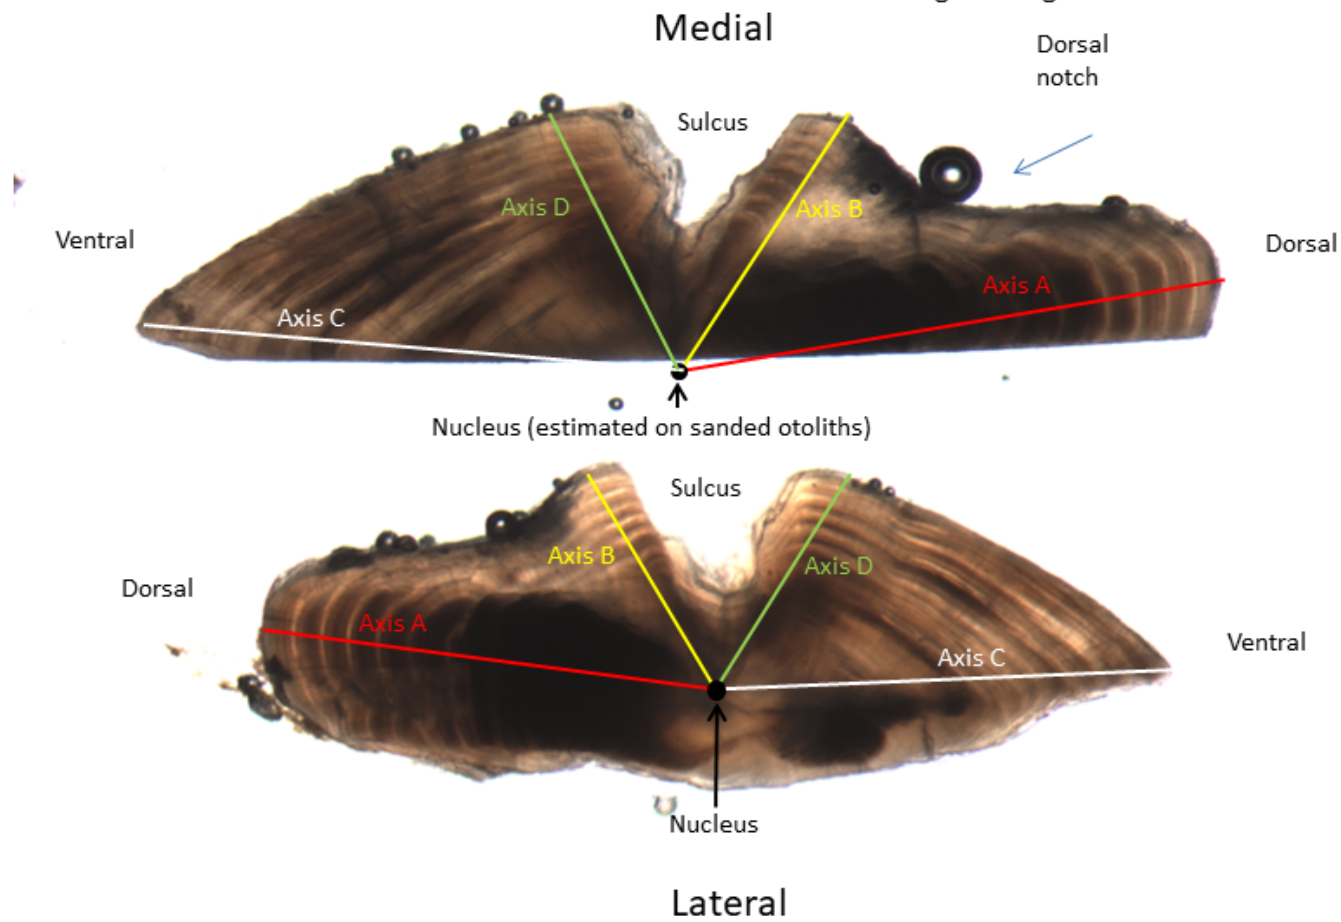 Medial
Dorsal
notch
Sulcus
Axis D
Axis B
Ventral
Dorsal
Axis A
Axis C
Nucleus (estimated on sanded otoliths)
Sulcus
Axis B
Axis D
Dorsal
Axis A
Ventral
Axis C
Nucleus
Lateral